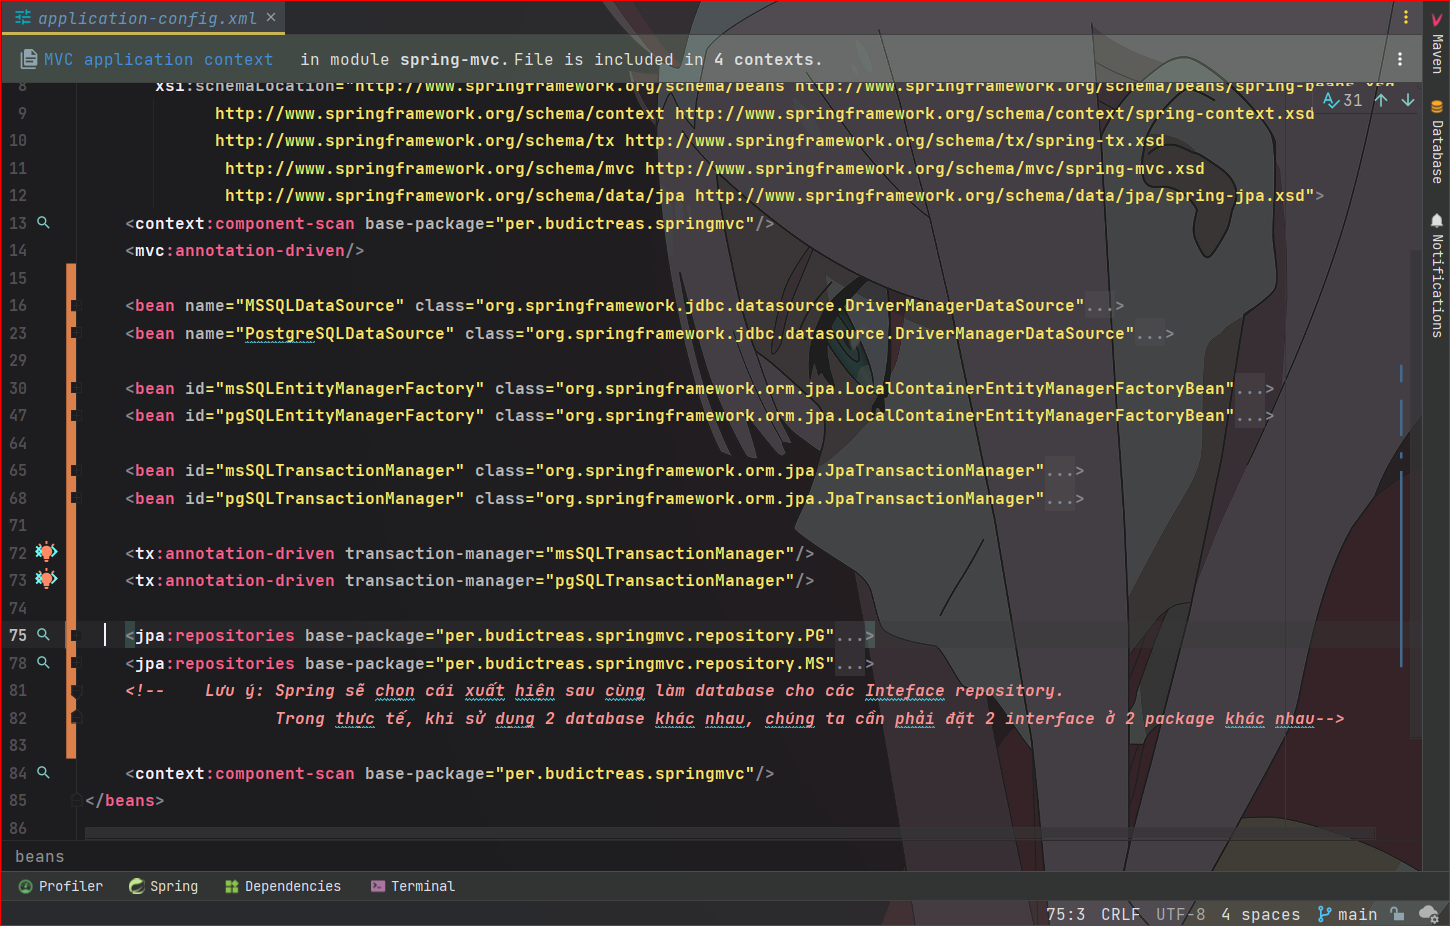 application-config.xml
MVC application context in module spring-mvc. File is included in 4 contexts.
8 xsi:schemaLocation="http://www.springframework.org/schema/beans http://www.springframework.org/schema/beans/spring-beans.xsd
31
9 http://www.springframework.org/schema/context http://www.springframework.org/schema/context/spring-context.xsd
10 http://www.springframework.org/schema/tx http://www.springframework.org/schema/tx/spring-tx.xsd
11 http://www.springframework.org/schema/mvc http://www.springframework.org/schema/mvc/spring-mvc.xsd
12 http://www.springframework.org/schema/data/jpa http://www.springframework.org/schema/data/jpa/spring-jpa.xsd">
13 <context:component-scan base-package="per.budictreas.springmvc"/>
14 <mvc:annotation-driven/>
15
16 <bean name="MSSQLDataSource" class="org.springframework.jdbc.datasource.DriverManagerDataSource"...>
23 <bean name="PostgreSQLDataSource" class="org.springframework.jdbc.datasource.DriverManagerDataSource"...>
29
30 <bean id="msSQLEntityManagerFactory" class="org.springframework.orm.jpa.LocalContainerEntityManagerFactoryBean"...>
47 <bean id="pgSQLEntityManagerFactory" class="org.springframework.orm.jpa.LocalContainerEntityManagerFactoryBean"...>
64
65 <bean id="msSQLTransactionManager" class="org.springframework.orm.jpa.JpaTransactionManager"...>
68 <bean id="pgSQLTransactionManager" class="org.springframework.orm.jpa.JpaTransactionManager"...>
71
72 <tx:annotation-driven transaction-manager="msSQLTransactionManager"/>
73 <tx:annotation-driven transaction-manager="pgSQLTransactionManager"/>
74
75 <jpa:repositories base-package="per.budictreas.springmvc.repository.PG"...>
78 <jpa:repositories base-package="per.budictreas.springmvc.repository.MS"...>
81 <!-- Lưu ý: Spring sẽ chọn cái xuất hiện sau cùng làm database cho các Inteface repository.
82 Trong thực tế, khi sử dụng 2 database khác nhau, chúng ta cần phải đặt 2 interface ở 2 package khác nhau-->
83
84 <context:component-scan base-package="per.budictreas.springmvc"/>
85 </beans>
86
beans
Profiler Spring Dependencies Terminal
75:3 CRLF UTF-8 4 spaces main
Maven
Database
Notifications